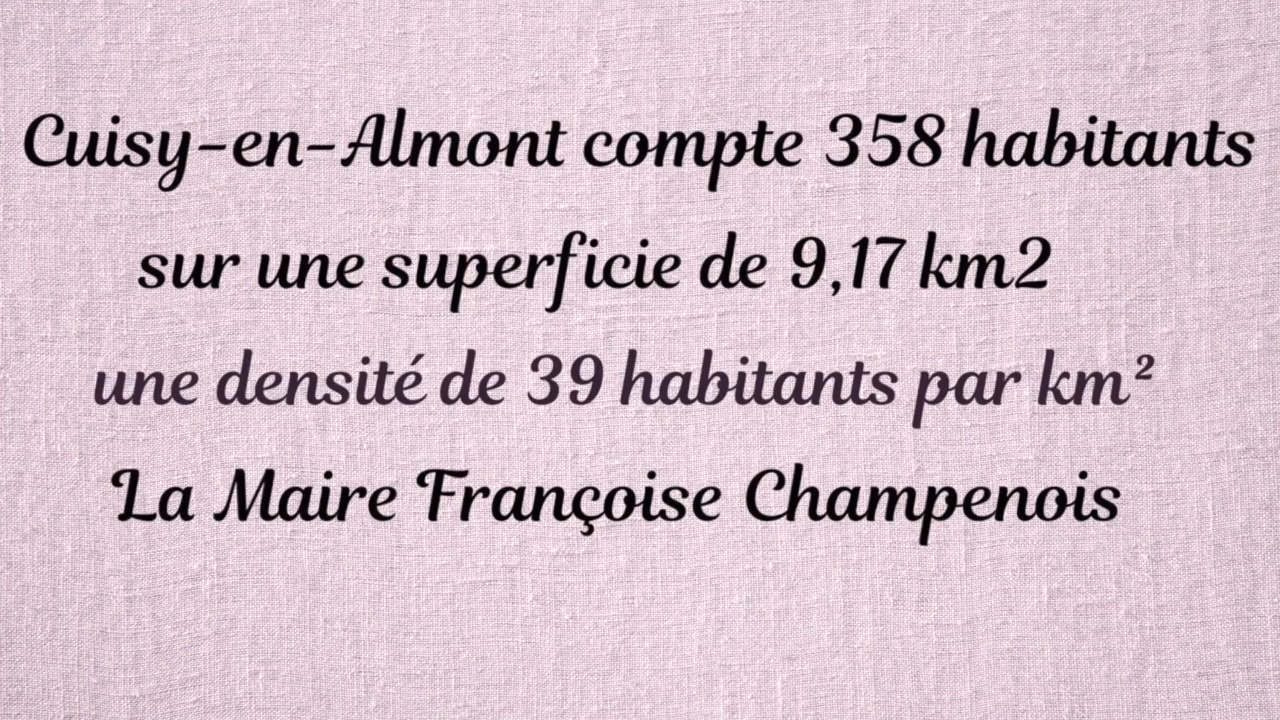 Cuisy-en-Almont compte 358 habitants
sur une superficie de 9,17 km2
une densité de 39 habitants par km²
La Maire Françoise Champenois